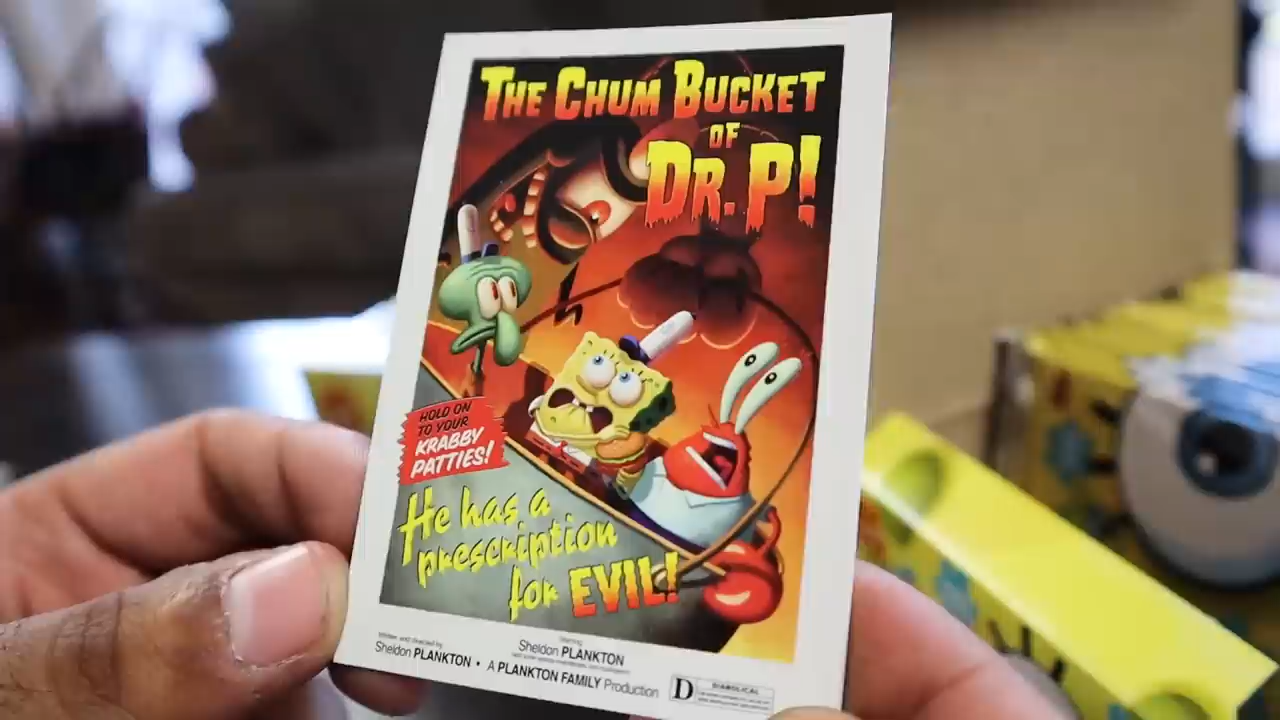 THE CHUM BUCKET
OF
DR. P!
HOLD ON
TO YOUR
KRABBY
PATTIES!
He has a
prescription
for EVIL!
Written and directed by
Sheldon PLANKTON •
Starring
Sheldon PLANKTON
A PLANKTON FAMILY Production
D DIABOLICAL